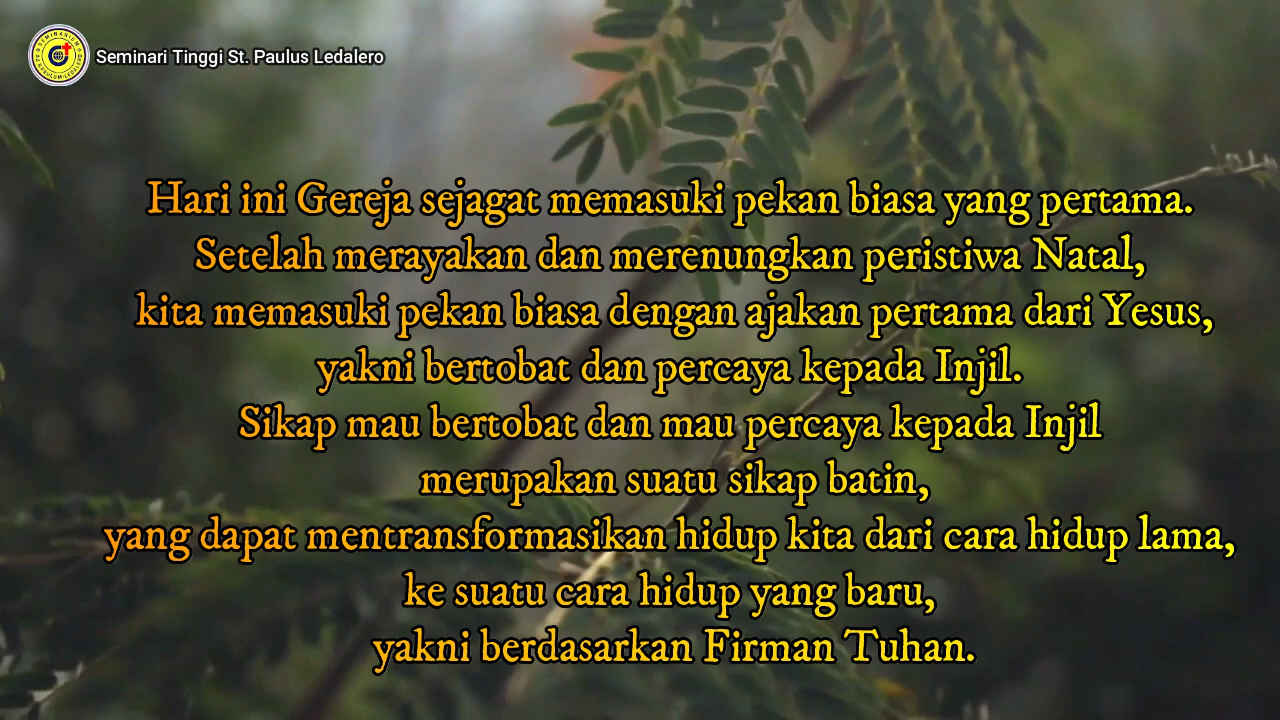 Seminari Tinggi St. Paulus Ledalero
Hari ini Gereja sejagat memasuki pekan biasa yang pertama.
Setelah merayakan dan merenungkan peristiwa Natal,
kita memasuki pekan biasa dengan ajakan pertama dari Yesus,
yakni bertobat dan percaya kepada Injil.
Sikap mau bertobat dan mau percaya kepada Injil
merupakan suatu sikap batin,
yang dapat mentransformasikan hidup kita dari cara hidup lama,
ke suatu cara hidup yang baru,
yakni berdasarkan Firman Tuhan.